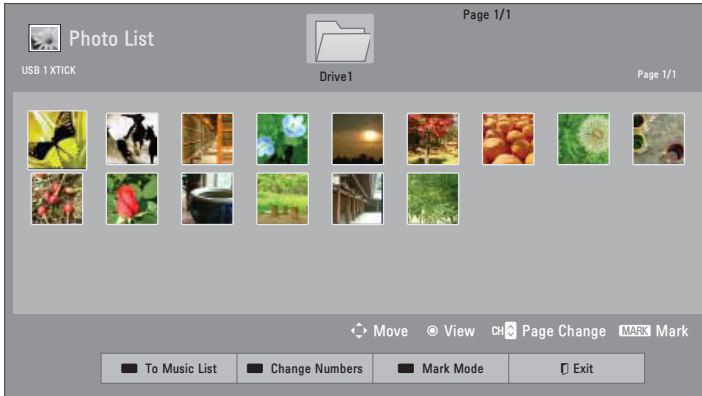 Page 1/1
Photo List
USB 1 XTICK
Drive1
Page 1/1
Move View CH Page Change MARK Mark
To Music List Change Numbers Mark Mode Exit